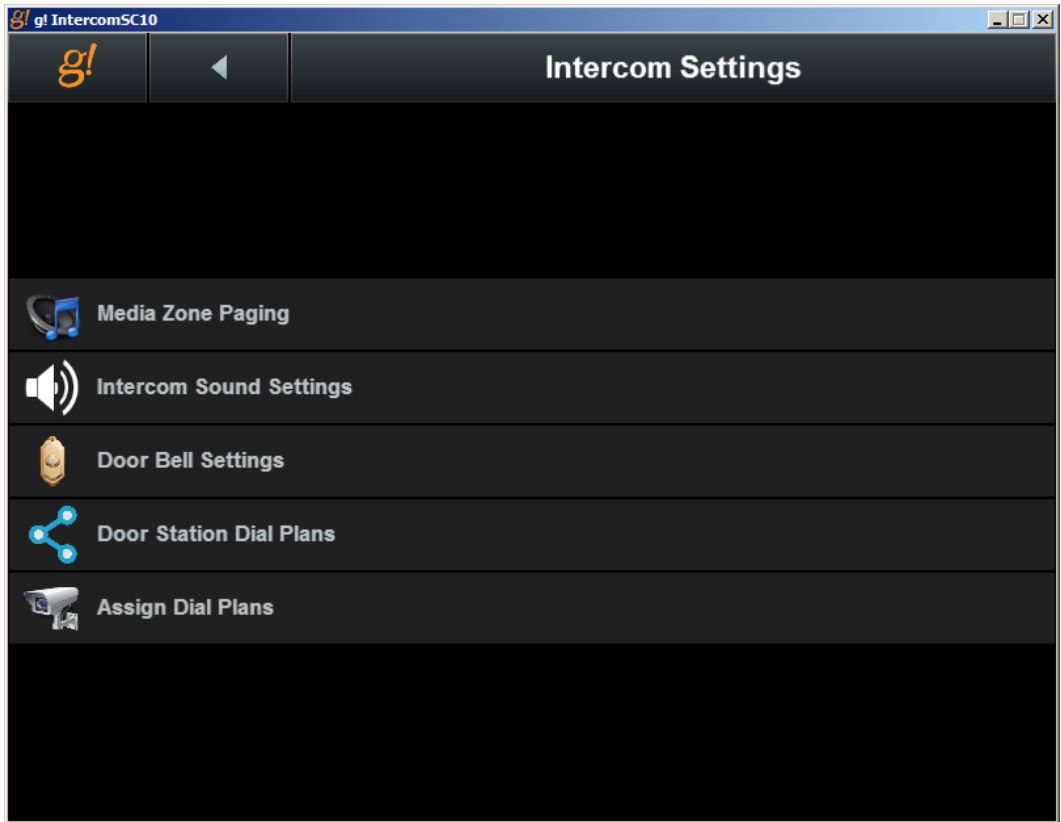 g! g! IntercomSC10
g!
Intercom Settings
Media Zone Paging
Intercom Sound Settings
Door Bell Settings
Door Station Dial Plans
Assign Dial Plans